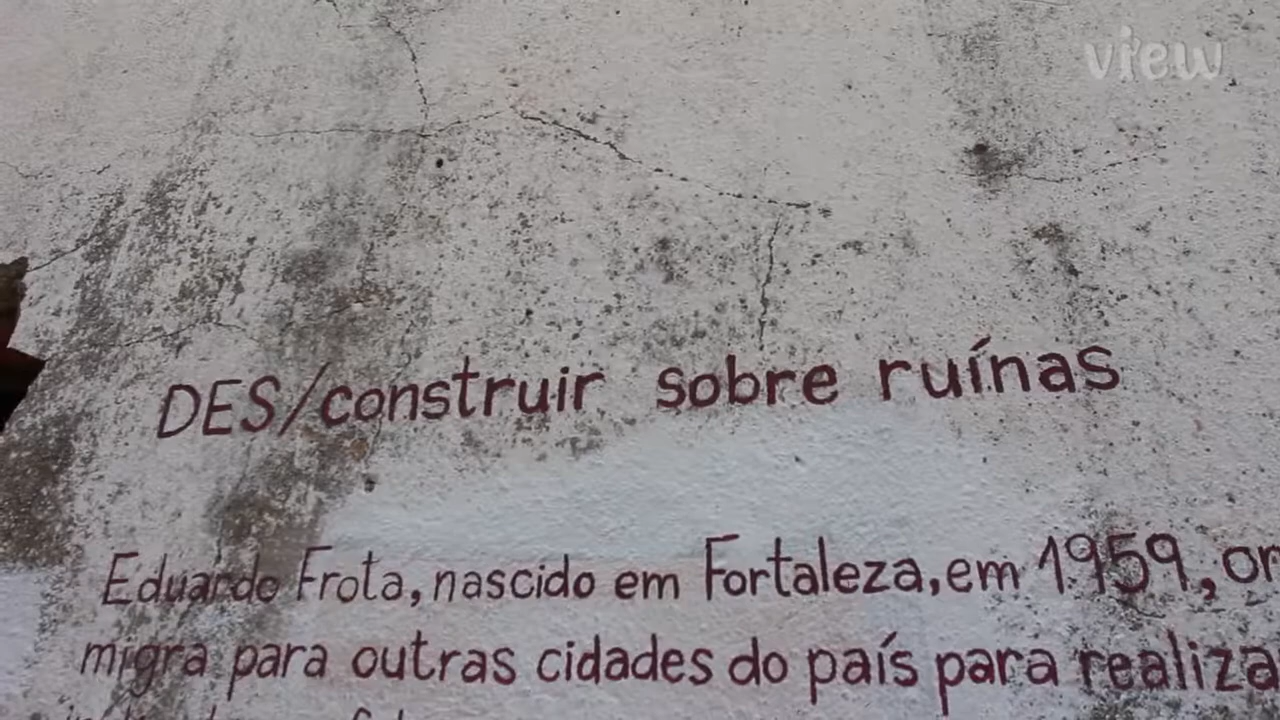 view
DES/construir sobre ruínas
Eduardo Frota, nascido em Fortaleza, em 1959,
migra para outras cidades do país para